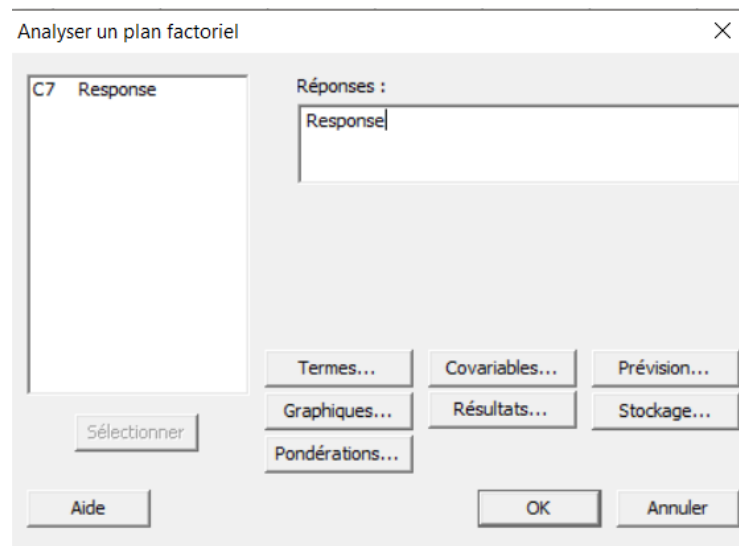 Analyser un plan factoriel
C7 Response
Réponses :
Response
Termes...
Covariables...
Prévision...
Graphiques...
Résultats...
Stockage...
Sélectionner
Pondérations...
Aide
OK
Annuler